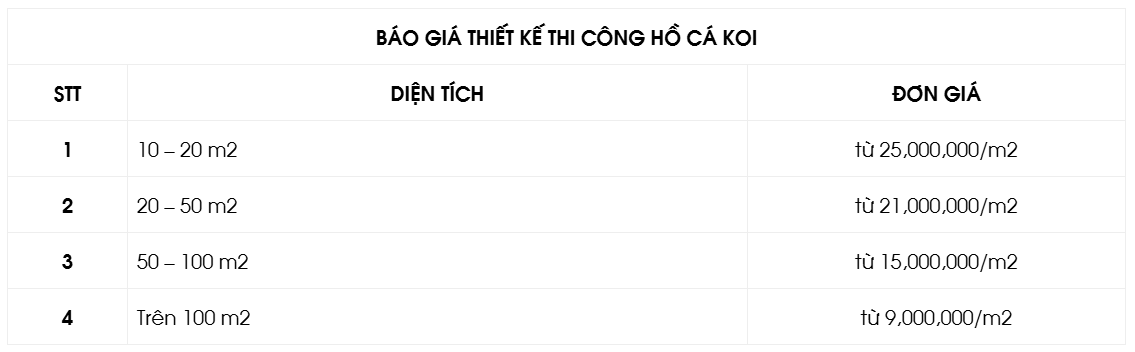 BÁO GIÁ THIẾT KẾ THI CÔNG HỒ CÁ KOI
STT DIỆN TÍCH ĐƠN GIÁ
1 10 – 20 m2 từ 25,000,000/m2
2 20 – 50 m2 từ 21,000,000/m2
3 50 – 100 m2 từ 15,000,000/m2
4 Trên 100 m2 từ 9,000,000/m2